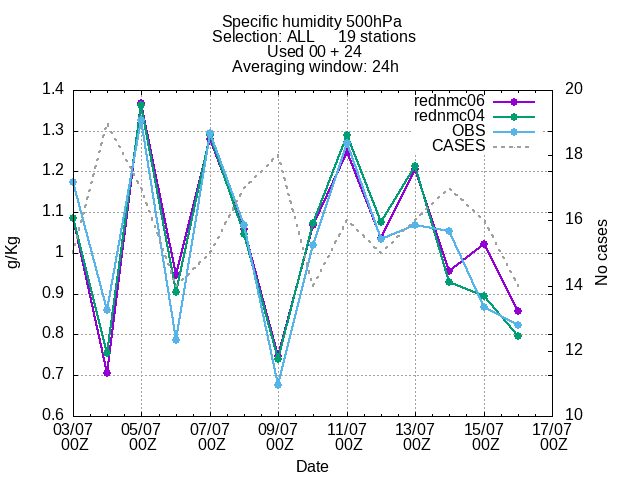 Specific humidity 500hPa
Selection: ALL 19 stations
Used 00 + 24
Averaging window: 24h
1.4
1.3
1.2
1.1
1
0.9
0.8
0.7
0.6
g/Kg
20
18
16
14
12
10
No cases
rednmc06
rednmc04
OBS
CASES
03/07 05/07 07/07 09/07 11/07 13/07 15/07 17/07
00Z 00Z 00Z 00Z 00Z 00Z 00Z 00Z
Date